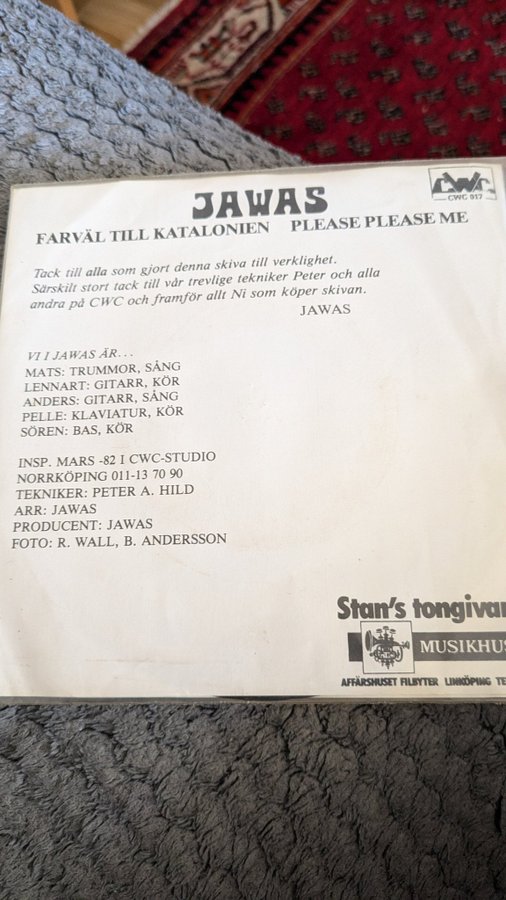 JAWAS
CWC
CWC 017
FARVÄL TILL KATALONIEN PLEASE PLEASE ME
Tack till alla som gjort denna skiva till verklighet.
Särskilt stort tack till vår trevlige tekniker Peter och alla
andra på CWC och framför allt Ni som köper skivan.
JAWAS
VI I JAWAS ÄR...
MATS: TRUMMOR, SÅNG
LENNART: GITARR, KÖR
ANDERS: GITARR, SÅNG
PELLE: KLAVIATUR, KÖR
SÖREN: BAS, KÖR
INSP. MARS -82 I CWC-STUDIO
NORRKÖPING 011-13 70 90
TEKNIKER: PETER A. HILD
ARR: JAWAS
PRODUCENT: JAWAS
FOTO: R. WALL, B. ANDERSSON
Stan's tongivar
MUSIKHUS
AFFÄRSHUSET FILBYTER LINKÖPING TE